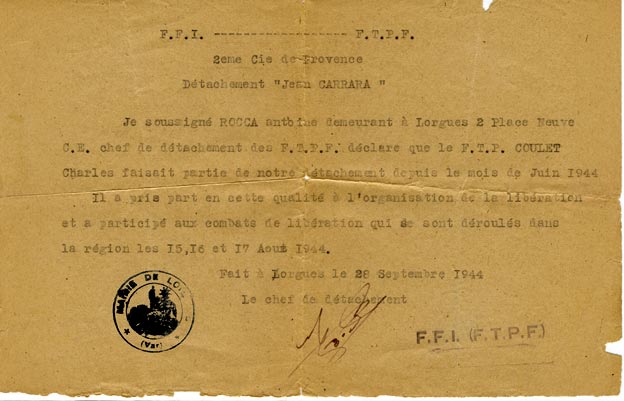 F.F.I. ------------------ F.T.P.F.
2eme Cie de Provence
Détachement "Jean CARRARA "
Je soussigné ROCCA antoine demeurant à Lorgues 2 Place Neuve
C.E. chef de détachement des F.T.P.F. déclare que le F.T.P. COULET
Charles faisait partie de notre détachement depuis le mois de Juin 1944
Il a pris part en cette qualité à l'organisation de la libération
et a participé aux combats de libération qui se sont déroulés dans
la région les 15,16 et 17 Aout 1944.
Fait à Lorgues le 28 Septembre 1944
Le chef de détachement
MAIRIE DE
(Var)
F.F.I. (F.T.P.F.)